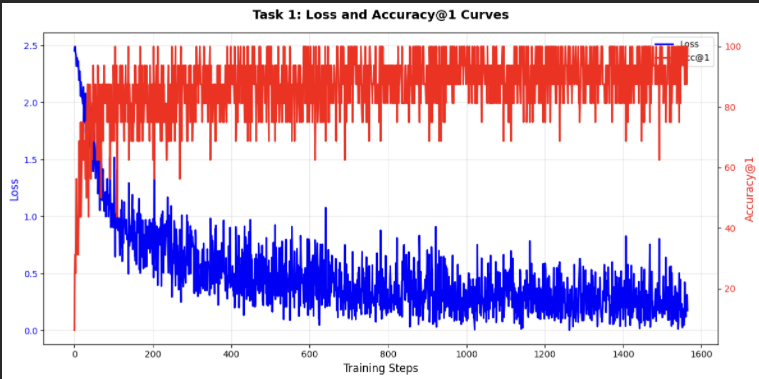 Task 1: Loss and Accuracy@1 Curves
Loss
cc@1
2.5
2.0
1.5
1.0
0.5
0.0
Loss
100
80
60
40
20
Accuracy@1
0 200 400 600 800 1000 1200 1400 1600
Training Steps